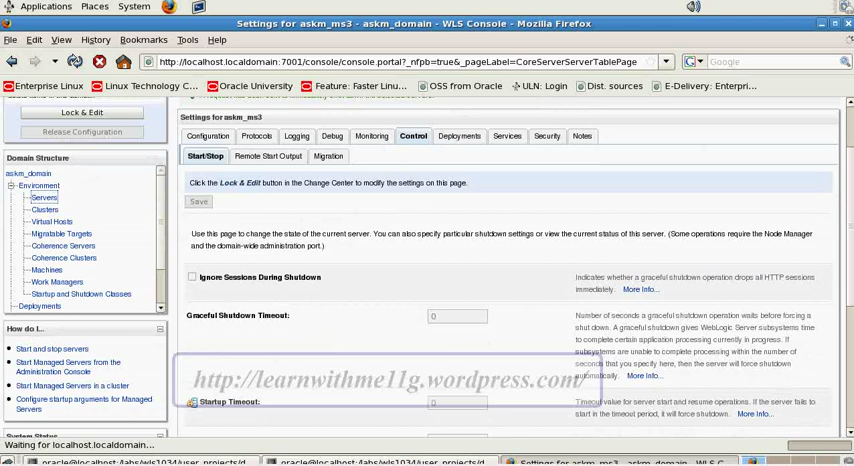 Applications Places System
Settings for askm_ms3 - askm_domain - WLS Console - Mozilla Firefox
File Edit View History Bookmarks Tools Help
http://localhost.localdomain:7001/console/console.portal?_nfpb=true&_pageLabel=CoreServerServerTablePage
Google
Enterprise Linux Linux Technology C... Oracle University Feature: Faster Linu... OSS from Oracle ULN: Login Dist. sources E-Delivery: Enterpri...
Lock & Edit
Release Configuration
Domain Structure
askm_domain
Environment
Servers
Clusters
Virtual Hosts
Migratable Targets
Coherence Servers
Coherence Clusters
Machines
Work Managers
Startup and Shutdown Classes
Deployments
How do I...
Start and stop servers
Start Managed Servers from the
Administration Console
Start Managed Servers in a cluster
Configure startup arguments for Managed
Servers
System Status
Settings for askm_ms3
Configuration Protocols Logging Debug Monitoring Control Deployments Services Security Notes
Start/Stop Remote Start Output Migration
Click the Lock & Edit button in the Change Center to modify the settings on this page.
Save
Use this page to change the state of the current server. You can also specify particular shutdown settings or view the current status of this server. (Some operations require the Node Manager
and the domain-wide administration port.)
Ignore Sessions During Shutdown
Indicates whether a graceful shutdown operation drops all HTTP sessions
immediately. More Info...
Graceful Shutdown Timeout:
0
Number of seconds a graceful shutdown operation waits before forcing a
shut down. A graceful shutdown gives WebLogic Server subsystems time
to complete certain application processing currently in progress. If
subsystems are unable to complete processing within the number of
seconds that you specify here, then the server will force shutdown
automatically. More Info...
http://learnwithme11g.wordpress.com/
Startup Timeout:
0
Timeout value for server start and resume operations. If the server fails to
start in the timeout period, it will force shutdown. More Info...
Waiting for localhost.localdomain...
oracle@localhost:/labs/wls1034/user_projects/d... oracle@localhost:/labs/wls1034/user_projects/d... Settings for askm_ms3 - askm_domain - WLS C...